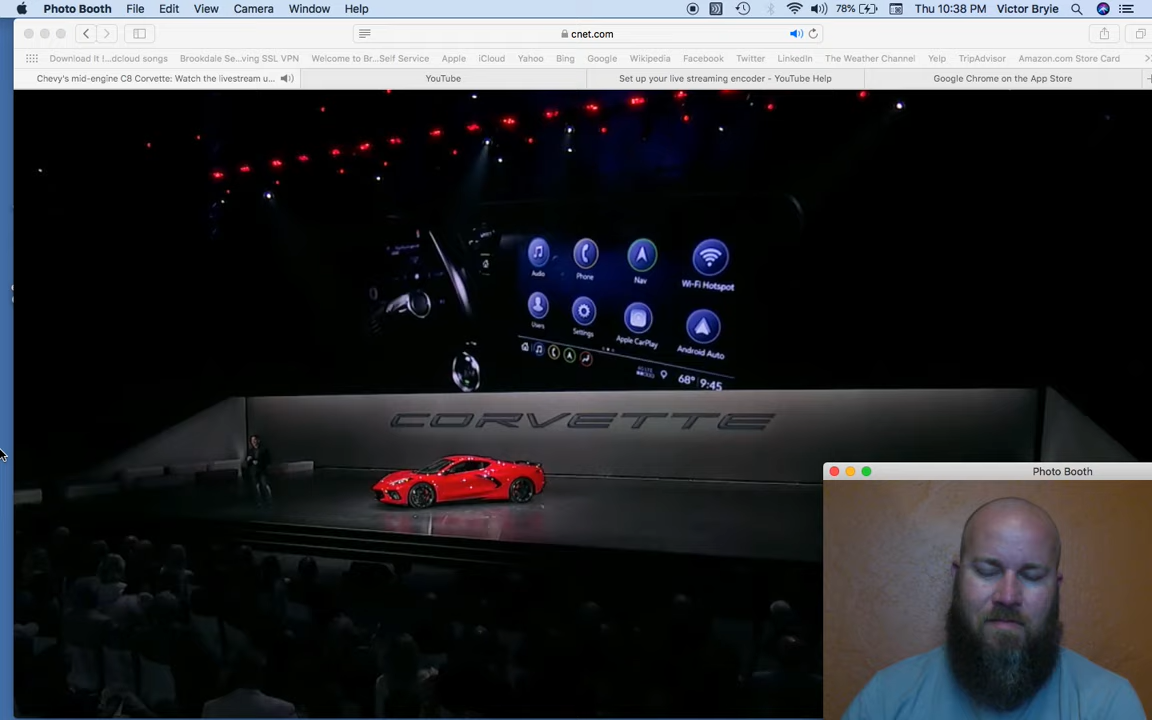 Photo Booth File Edit View Camera Window Help 78% Thu 10:38 PM Victor Bryie
cnet.com
Download It !...dcloud songs Brookdale Se...ving SSL VPN Welcome to Br...Self Service Apple iCloud Yahoo Bing Google Wikipedia Facebook Twitter LinkedIn The Weather Channel Yelp TripAdvisor Amazon.com Store Card
Chevy's mid-engine C8 Corvette: Watch the livestream u... YouTube Set up your live streaming encoder - YouTube Help Google Chrome on the App Store
Audio Phone Nav Wi-Fi Hotspot
Users Settings Apple CarPlay Android Auto
68° 9:45
CORVETTE
Photo Booth